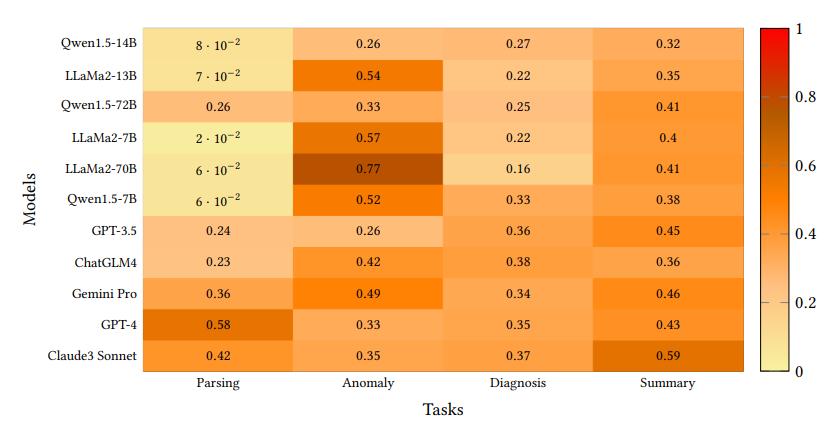 Qwen1.5-14B 8 · 10⁻² 0.26 0.27 0.32
LLaMa2-13B 7 · 10⁻² 0.54 0.22 0.35
Qwen1.5-72B 0.26 0.33 0.25 0.41
LLaMa2-7B 2 · 10⁻² 0.57 0.22 0.4
LLaMa2-70B 6 · 10⁻² 0.77 0.16 0.41
Qwen1.5-7B 6 · 10⁻² 0.52 0.33 0.38
GPT-3.5 0.24 0.26 0.36 0.45
ChatGLM4 0.23 0.42 0.38 0.36
Gemini Pro 0.36 0.49 0.34 0.46
GPT-4 0.58 0.33 0.35 0.43
Claude3 Sonnet 0.42 0.35 0.37 0.59
Parsing Anomaly Diagnosis Summary
Tasks
Models
1
0.8
0.6
0.4
0.2
0